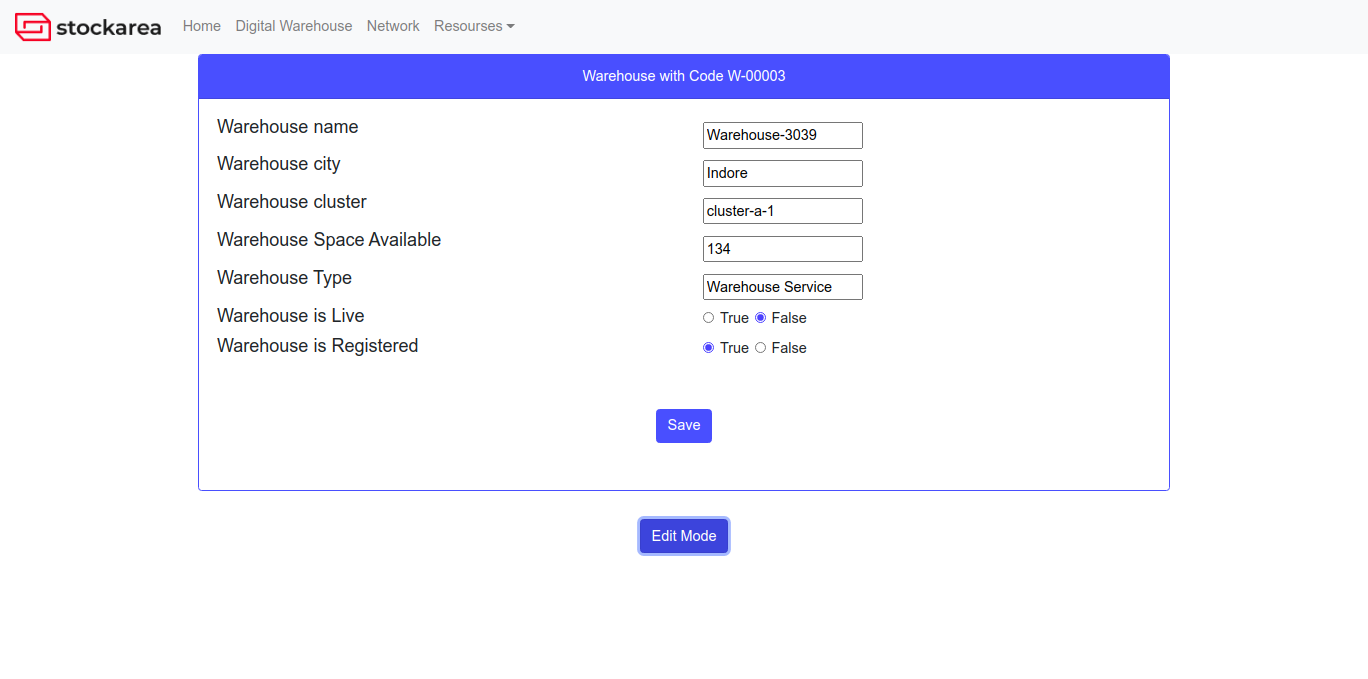 stockarea Home Digital Warehouse Network Resourses
Warehouse with Code W-00003
Warehouse name Warehouse-3039
Warehouse city Indore
Warehouse cluster cluster-a-1
Warehouse Space Available 134
Warehouse Type Warehouse Service
Warehouse is Live True False
Warehouse is Registered True False
Save
Edit Mode